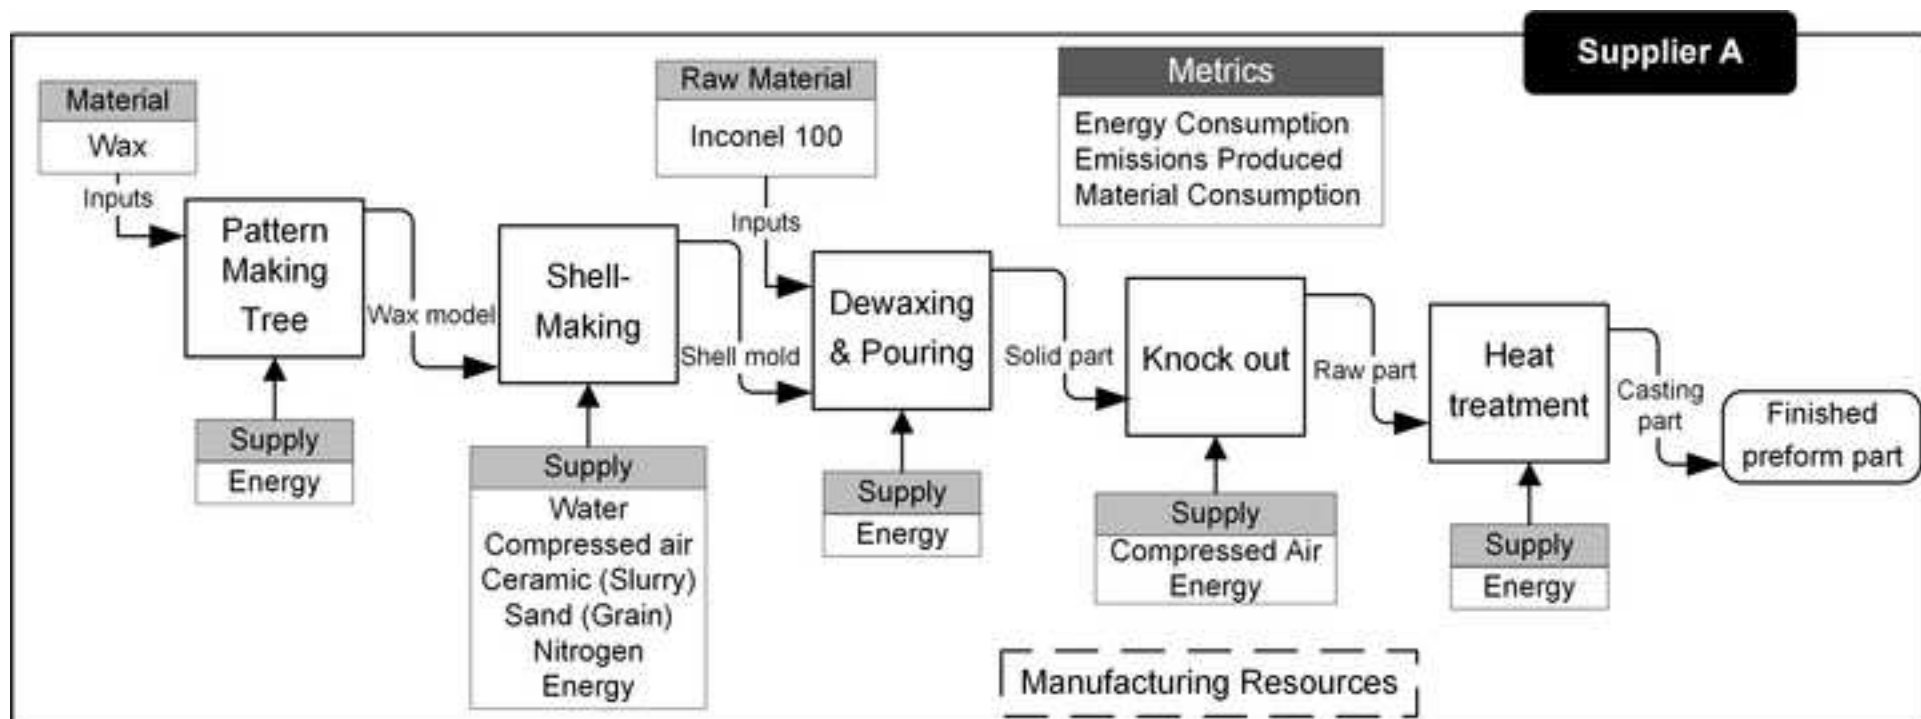 Supplier A
Material
Wax
Inputs
Raw Material
Inconel 100
Inputs
Metrics
Energy Consumption
Emissions Produced
Material Consumption
Pattern
Making
Tree
Wax model
Shell-
Making
Shell mold
Dewaxing
& Pouring
Solid part
Knock out
Raw part
Heat
treatment
Casting
part
Finished
preform part
Supply
Energy
Supply
Water
Compressed air
Ceramic (Slurry)
Sand (Grain)
Nitrogen
Energy
Supply
Energy
Supply
Compressed Air
Energy
Supply
Energy
Manufacturing Resources